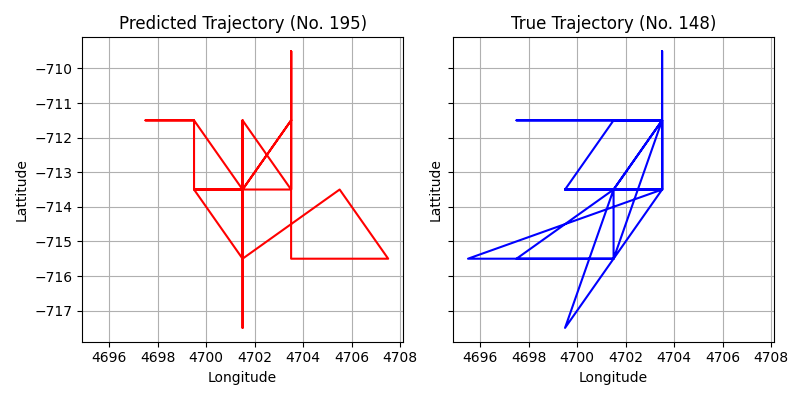 Predicted Trajectory (No. 195)
Lattitude
−710
−711
−712
−713
−714
−715
−716
−717
4696 4698 4700 4702 4704 4706 4708
Longitude
True Trajectory (No. 148)
Lattitude
4696 4698 4700 4702 4704 4706 4708
Longitude